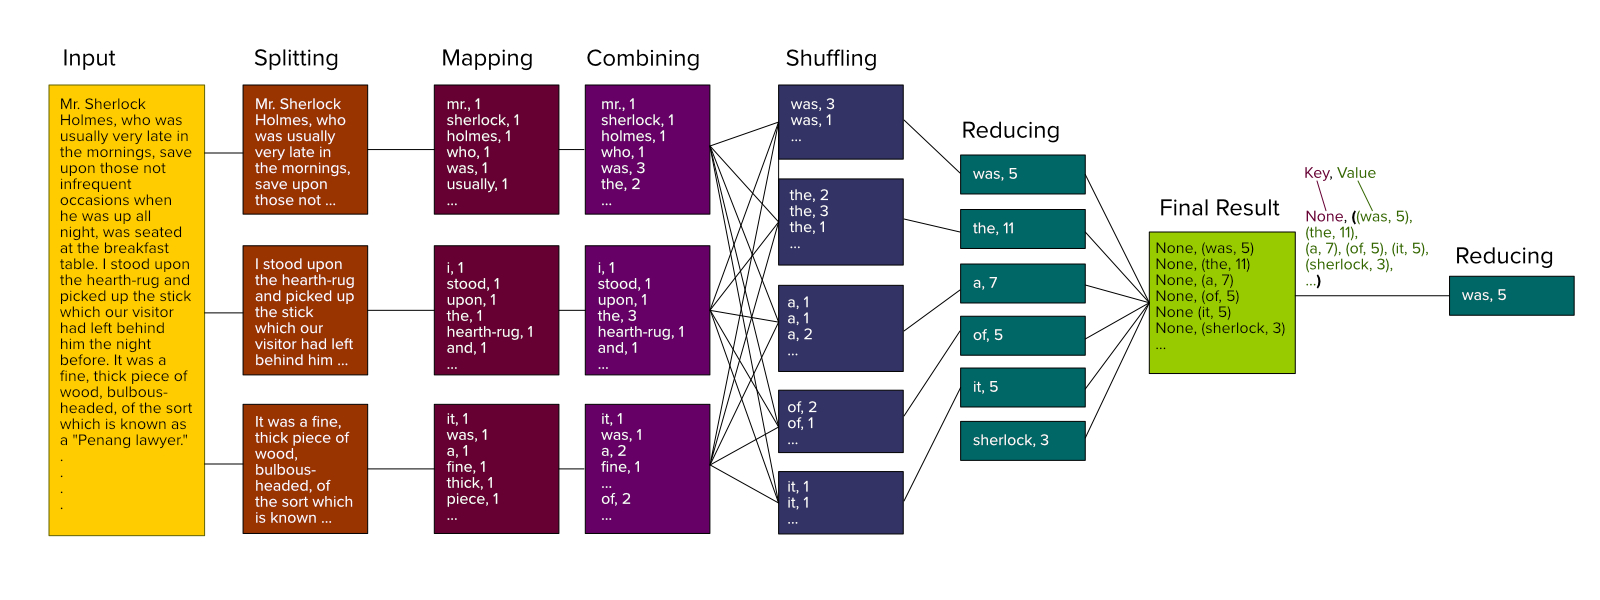 Input
Mr. Sherlock
Holmes, who was
usually very late in
the mornings, save
upon those not
infrequent
occasions when
he was up all
night, was seated
at the breakfast
table. I stood upon
the hearth-rug and
picked up the stick
which our visitor
had left behind
him the night
before. It was a
fine, thick piece of
wood, bulbous-
headed, of the sort
which is known as
a "Penang lawyer."
.
.
.
.
Splitting
Mr. Sherlock
Holmes, who
was usually
very late in
the mornings,
save upon
those not ...
I stood upon
the hearth-rug
and picked up
the stick
which our
visitor had left
behind him ...
It was a fine,
thick piece of
wood,
bulbous-
headed, of
the sort which
is known ...
Mapping
mr., 1
sherlock, 1
holmes, 1
who, 1
was, 1
usually, 1
...
i, 1
stood, 1
upon, 1
the, 1
hearth-rug, 1
and, 1
...
it, 1
was, 1
a, 1
fine, 1
thick, 1
piece, 1
...
Combining
mr., 1
sherlock, 1
holmes, 1
who, 1
was, 3
the, 2
...
i, 1
stood, 1
upon, 1
the, 3
hearth-rug, 1
and, 1
...
it, 1
was, 1
a, 2
fine, 1
...
of, 2
...
Shuffling
was, 3
was, 1
...
the, 2
the, 3
the, 1
...
a, 1
a, 1
a, 2
...
of, 2
of, 1
...
it, 1
it, 1
...
Reducing
was, 5
the, 11
a, 7
of, 5
it, 5
sherlock, 3
Final Result
None, (was, 5)
None, (the, 11)
None, (a, 7)
None, (of, 5)
None (it, 5)
None, (sherlock, 3)
...
Key, Value
None, ((was, 5),
(the, 11),
(a, 7), (of, 5), (it, 5),
(sherlock, 3),
...)
Reducing
was, 5